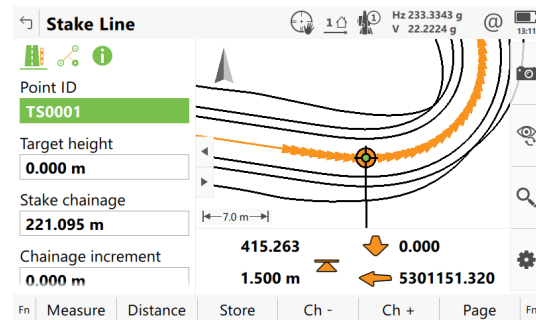 Stake Line
1
1
Hz 233.3343 g
V 22.2224 g
@
13:11
Point ID
TS0001
Target height
0.000 m
Stake chainage
221.095 m
Chainage increment
0.000 m
7.0 m
415.263
0.000
1.500 m
5301151.320
Fn Measure Distance Store Ch - Ch + Page Fn